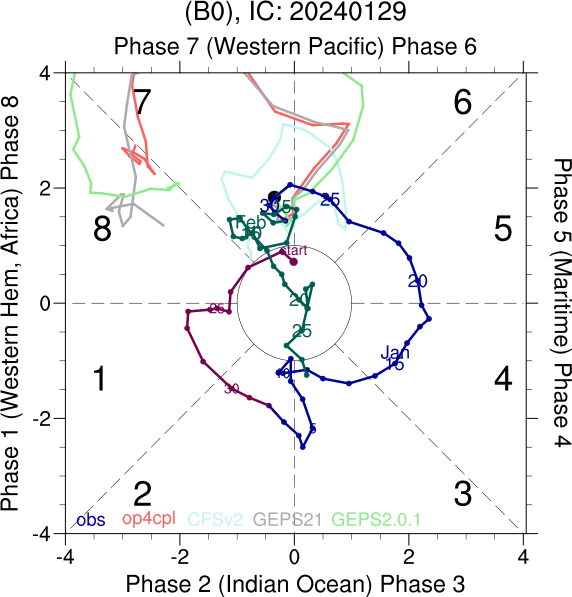 (B0), IC: 20240129
Phase 7 (Western Pacific) Phase 6
Phase 1 (Western Hem, Africa) Phase 8
Phase 5 (Maritime) Phase 4
4
2
0
-2
-4
7
6
8
5
1
4
2
3
30
25
Feb
start
20
25
20
25
Jan
15
30
5
obs op4cpl CFSv2 GEPS21 GEPS2.0.1
-4 -2 0 2 4
Phase 2 (Indian Ocean) Phase 3